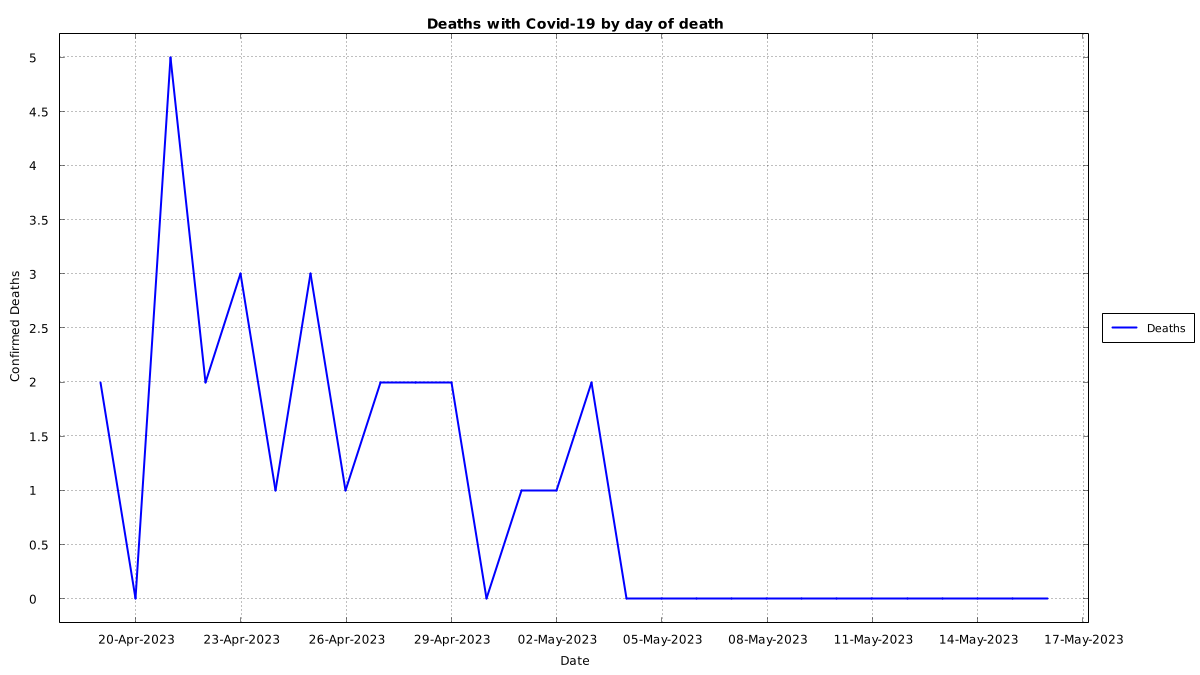 Deaths with Covid-19 by day of death
5
4.5
4
3.5
3
2.5
2
1.5
1
0.5
0
Confirmed Deaths
20-Apr-2023 23-Apr-2023 26-Apr-2023 29-Apr-2023 02-May-2023 05-May-2023 08-May-2023 11-May-2023 14-May-2023 17-May-2023
Date
Deaths